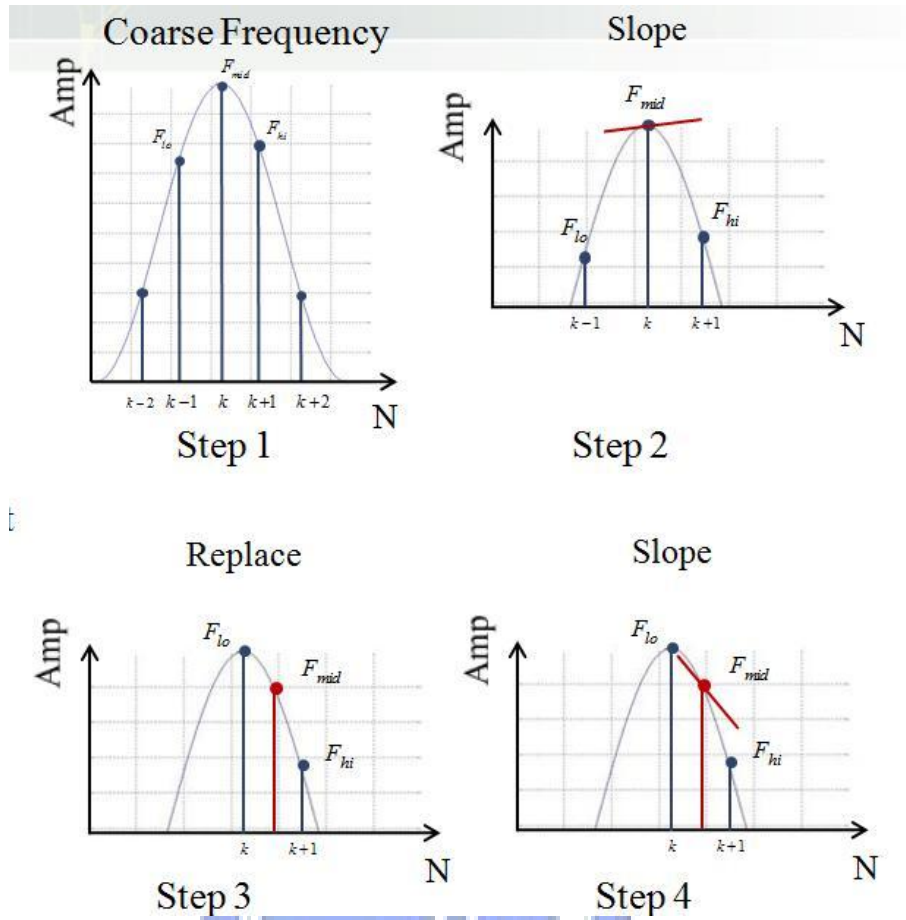 Coarse Frequency
Amp
F_mid
F_lo
F_hi
k-2 k-1 k k+1 k+2
N
Step 1
Slope
Amp
F_mid
F_lo
F_hi
k-1 k k+1
N
Step 2
t
Replace
Amp
F_lo
F_mid
F_hi
k k+1
N
Step 3
Slope
Amp
F_lo
F_mid
F_hi
k k+1
N
Step 4